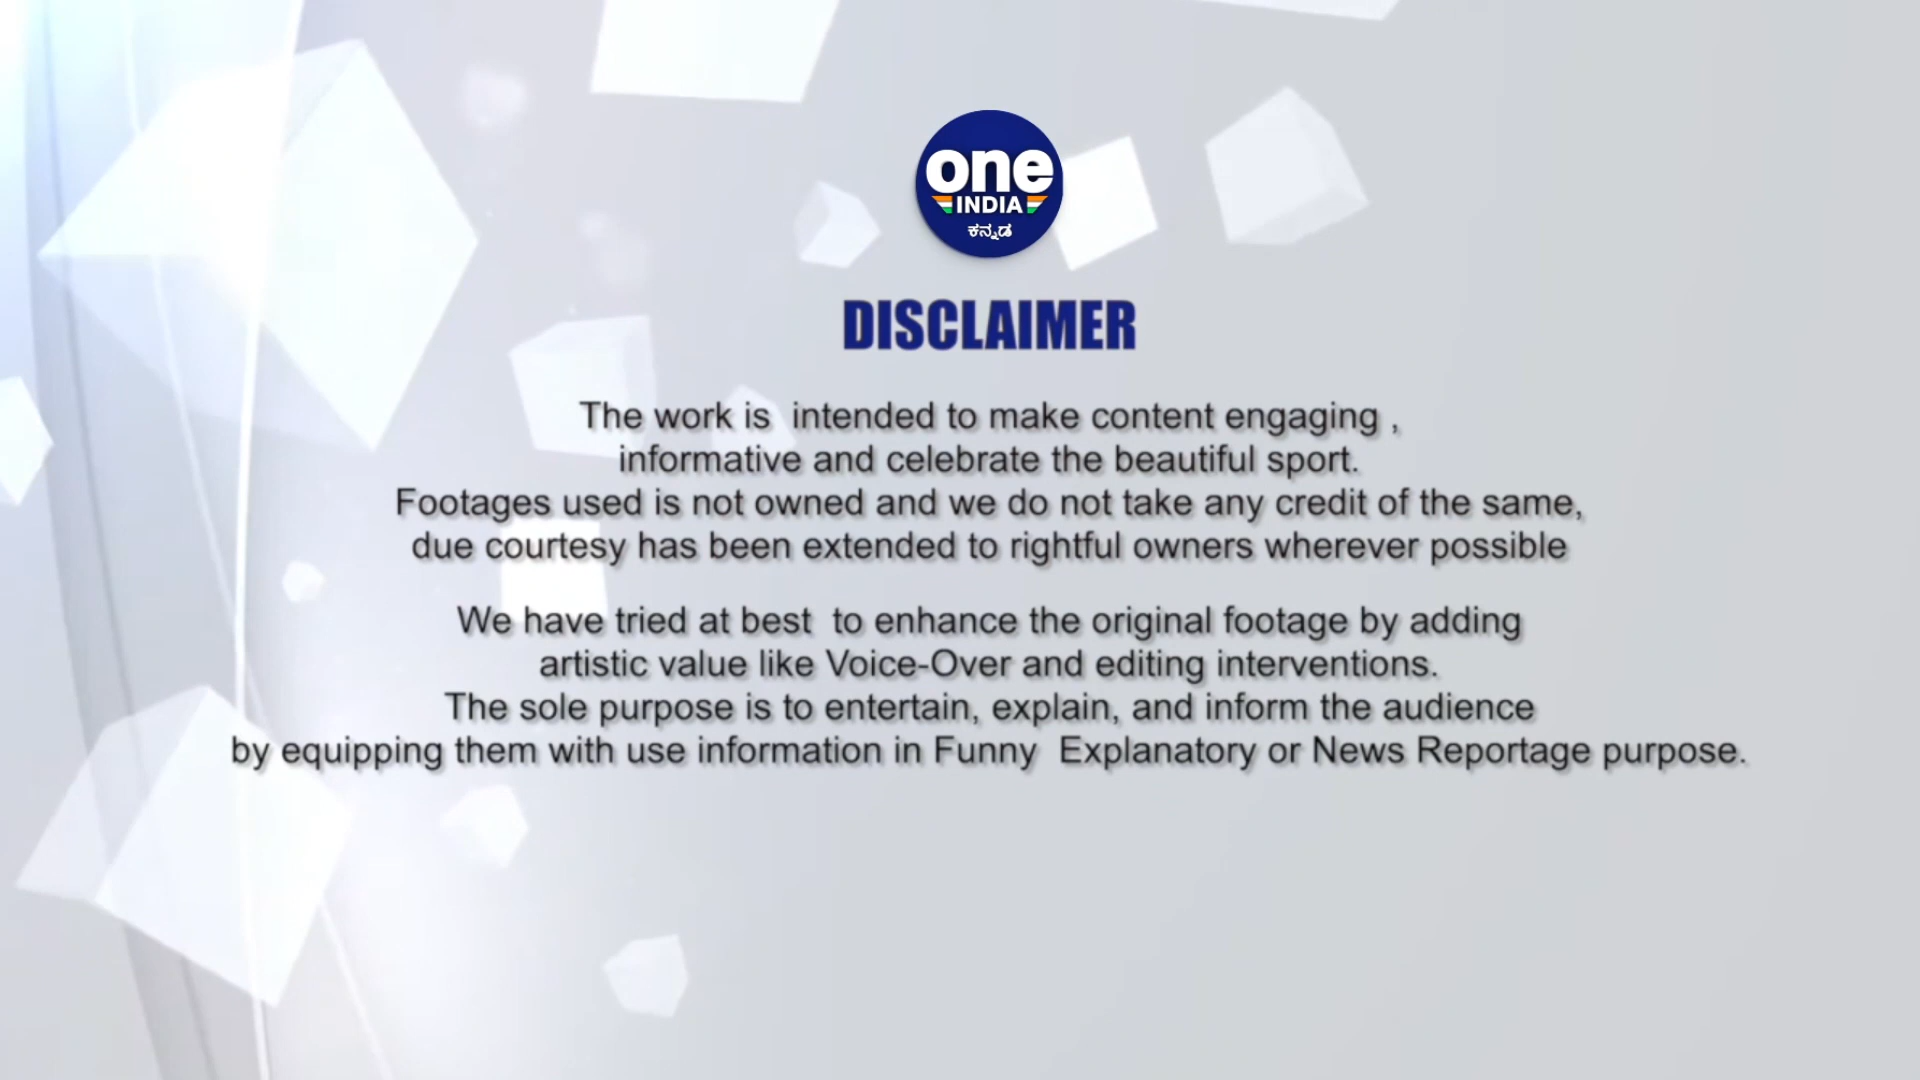 one
INDIA
ಕನ್ನಡ
DISCLAIMER
The work is intended to make content engaging ,
informative and celebrate the beautiful sport.
Footages used is not owned and we do not take any credit of the same,
due courtesy has been extended to rightful owners wherever possible
We have tried at best to enhance the original footage by adding
artistic value like Voice-Over and editing interventions.
The sole purpose is to entertain, explain, and inform the audience
by equipping them with use information in Funny Explanatory or News Reportage purpose.